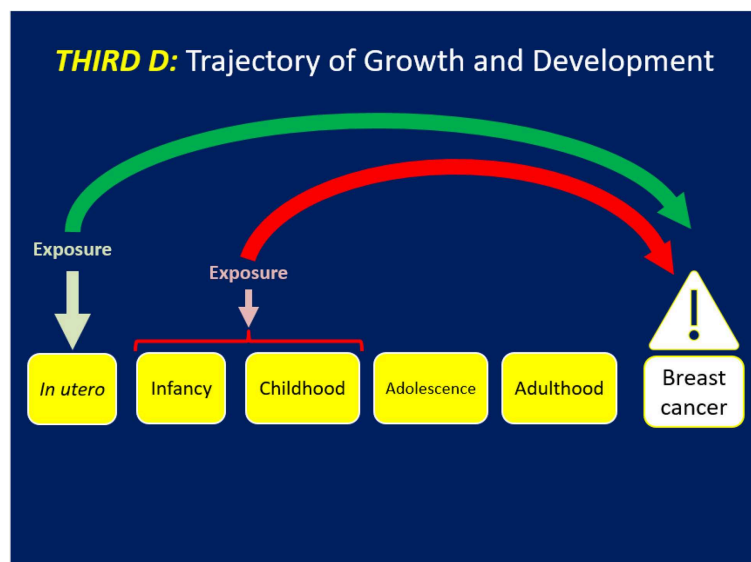 THIRD D: Trajectory of Growth and Development
Exposure
Exposure
In utero
Infancy
Childhood
Adolescence
Adulthood
Breast
cancer